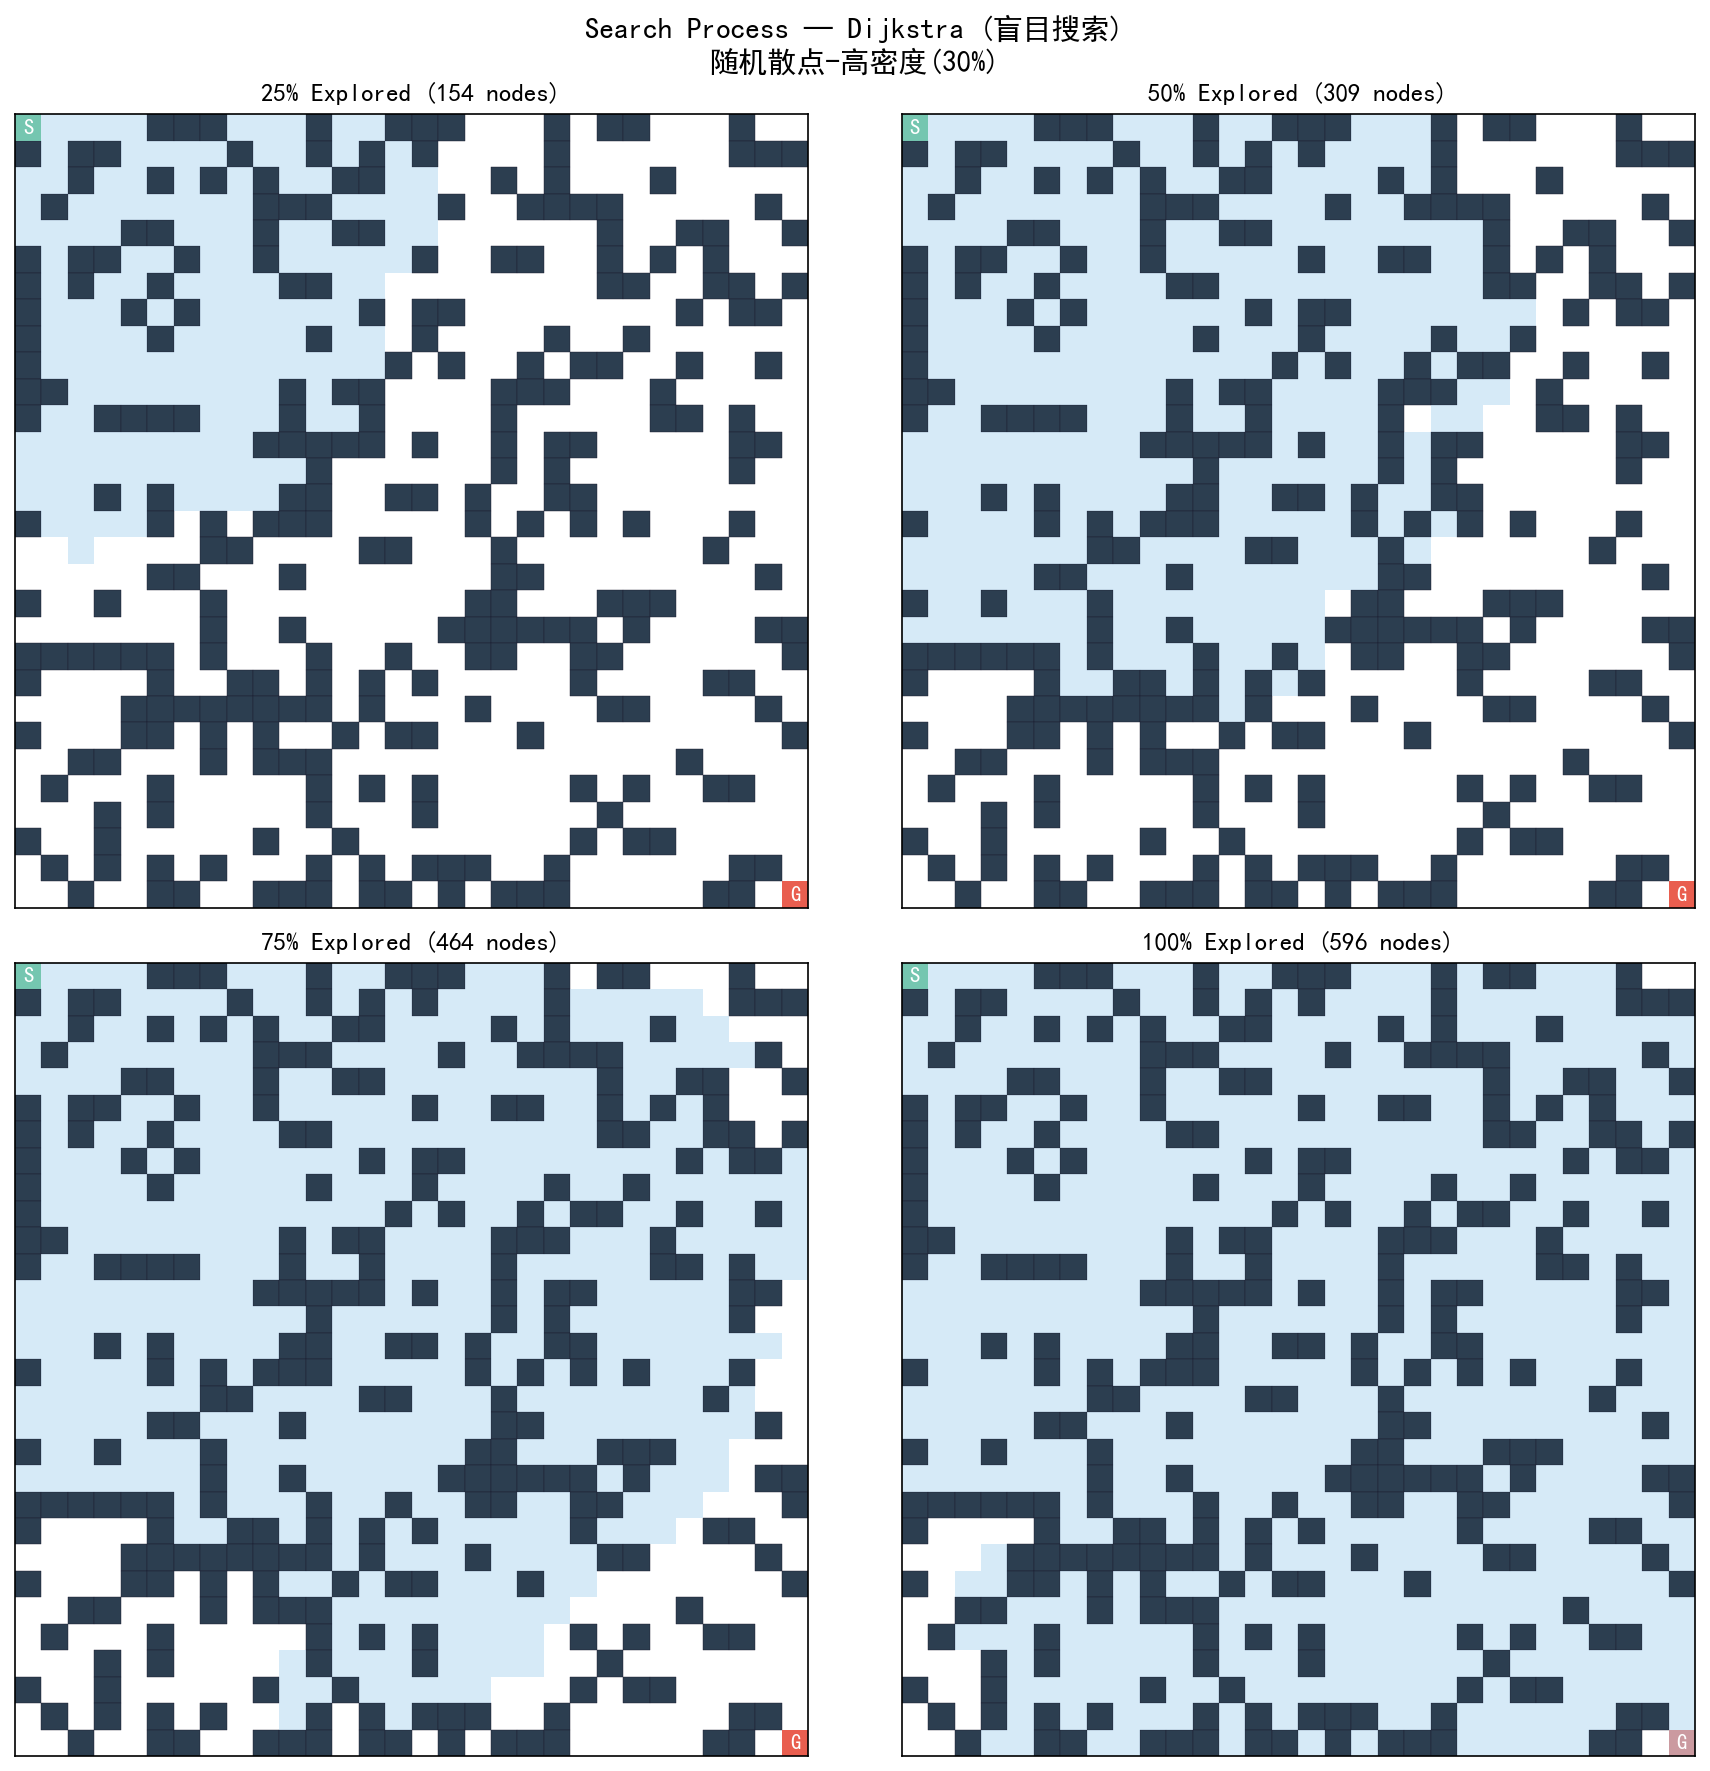 Search Process — Dijkstra (盲目搜索)
随机散点-高密度(30%)
25% Explored (154 nodes)
50% Explored (309 nodes)
S
S
G
G
75% Explored (464 nodes)
100% Explored (596 nodes)
S
S
G
G